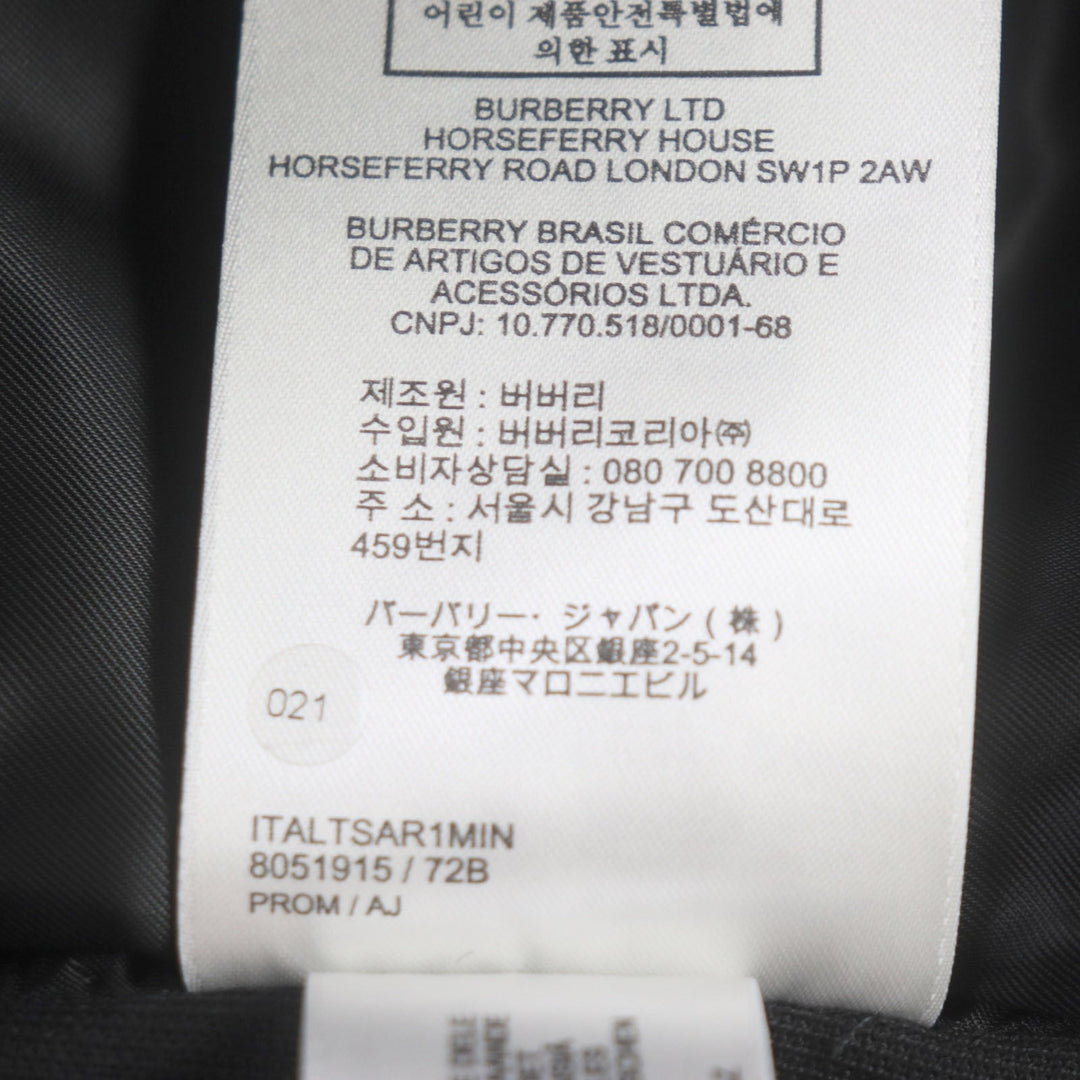 어린이 제품안전특별법에
의한 표시
BURBERRY LTD
HORSEFERRY HOUSE
HORSEFERRY ROAD LONDON SW1P 2AW
BURBERRY BRASIL COMÉRCIO
DE ARTIGOS DE VESTUÁRIO E
ACESSÓRIOS LTDA.
CNPJ: 10.770.518/0001-68
제조원 : 버버리
수입원 : 버버리코리아㈜
소비자상담실 : 080 700 8800
주 소 : 서울시 강남구 도산대로
459번지
バーバリー・ジャパン(株)
東京都中央区銀座2-5-14
銀座マロニエビル
021
ITALTSAR1MIN
8051915 / 72B
PROM / AJ